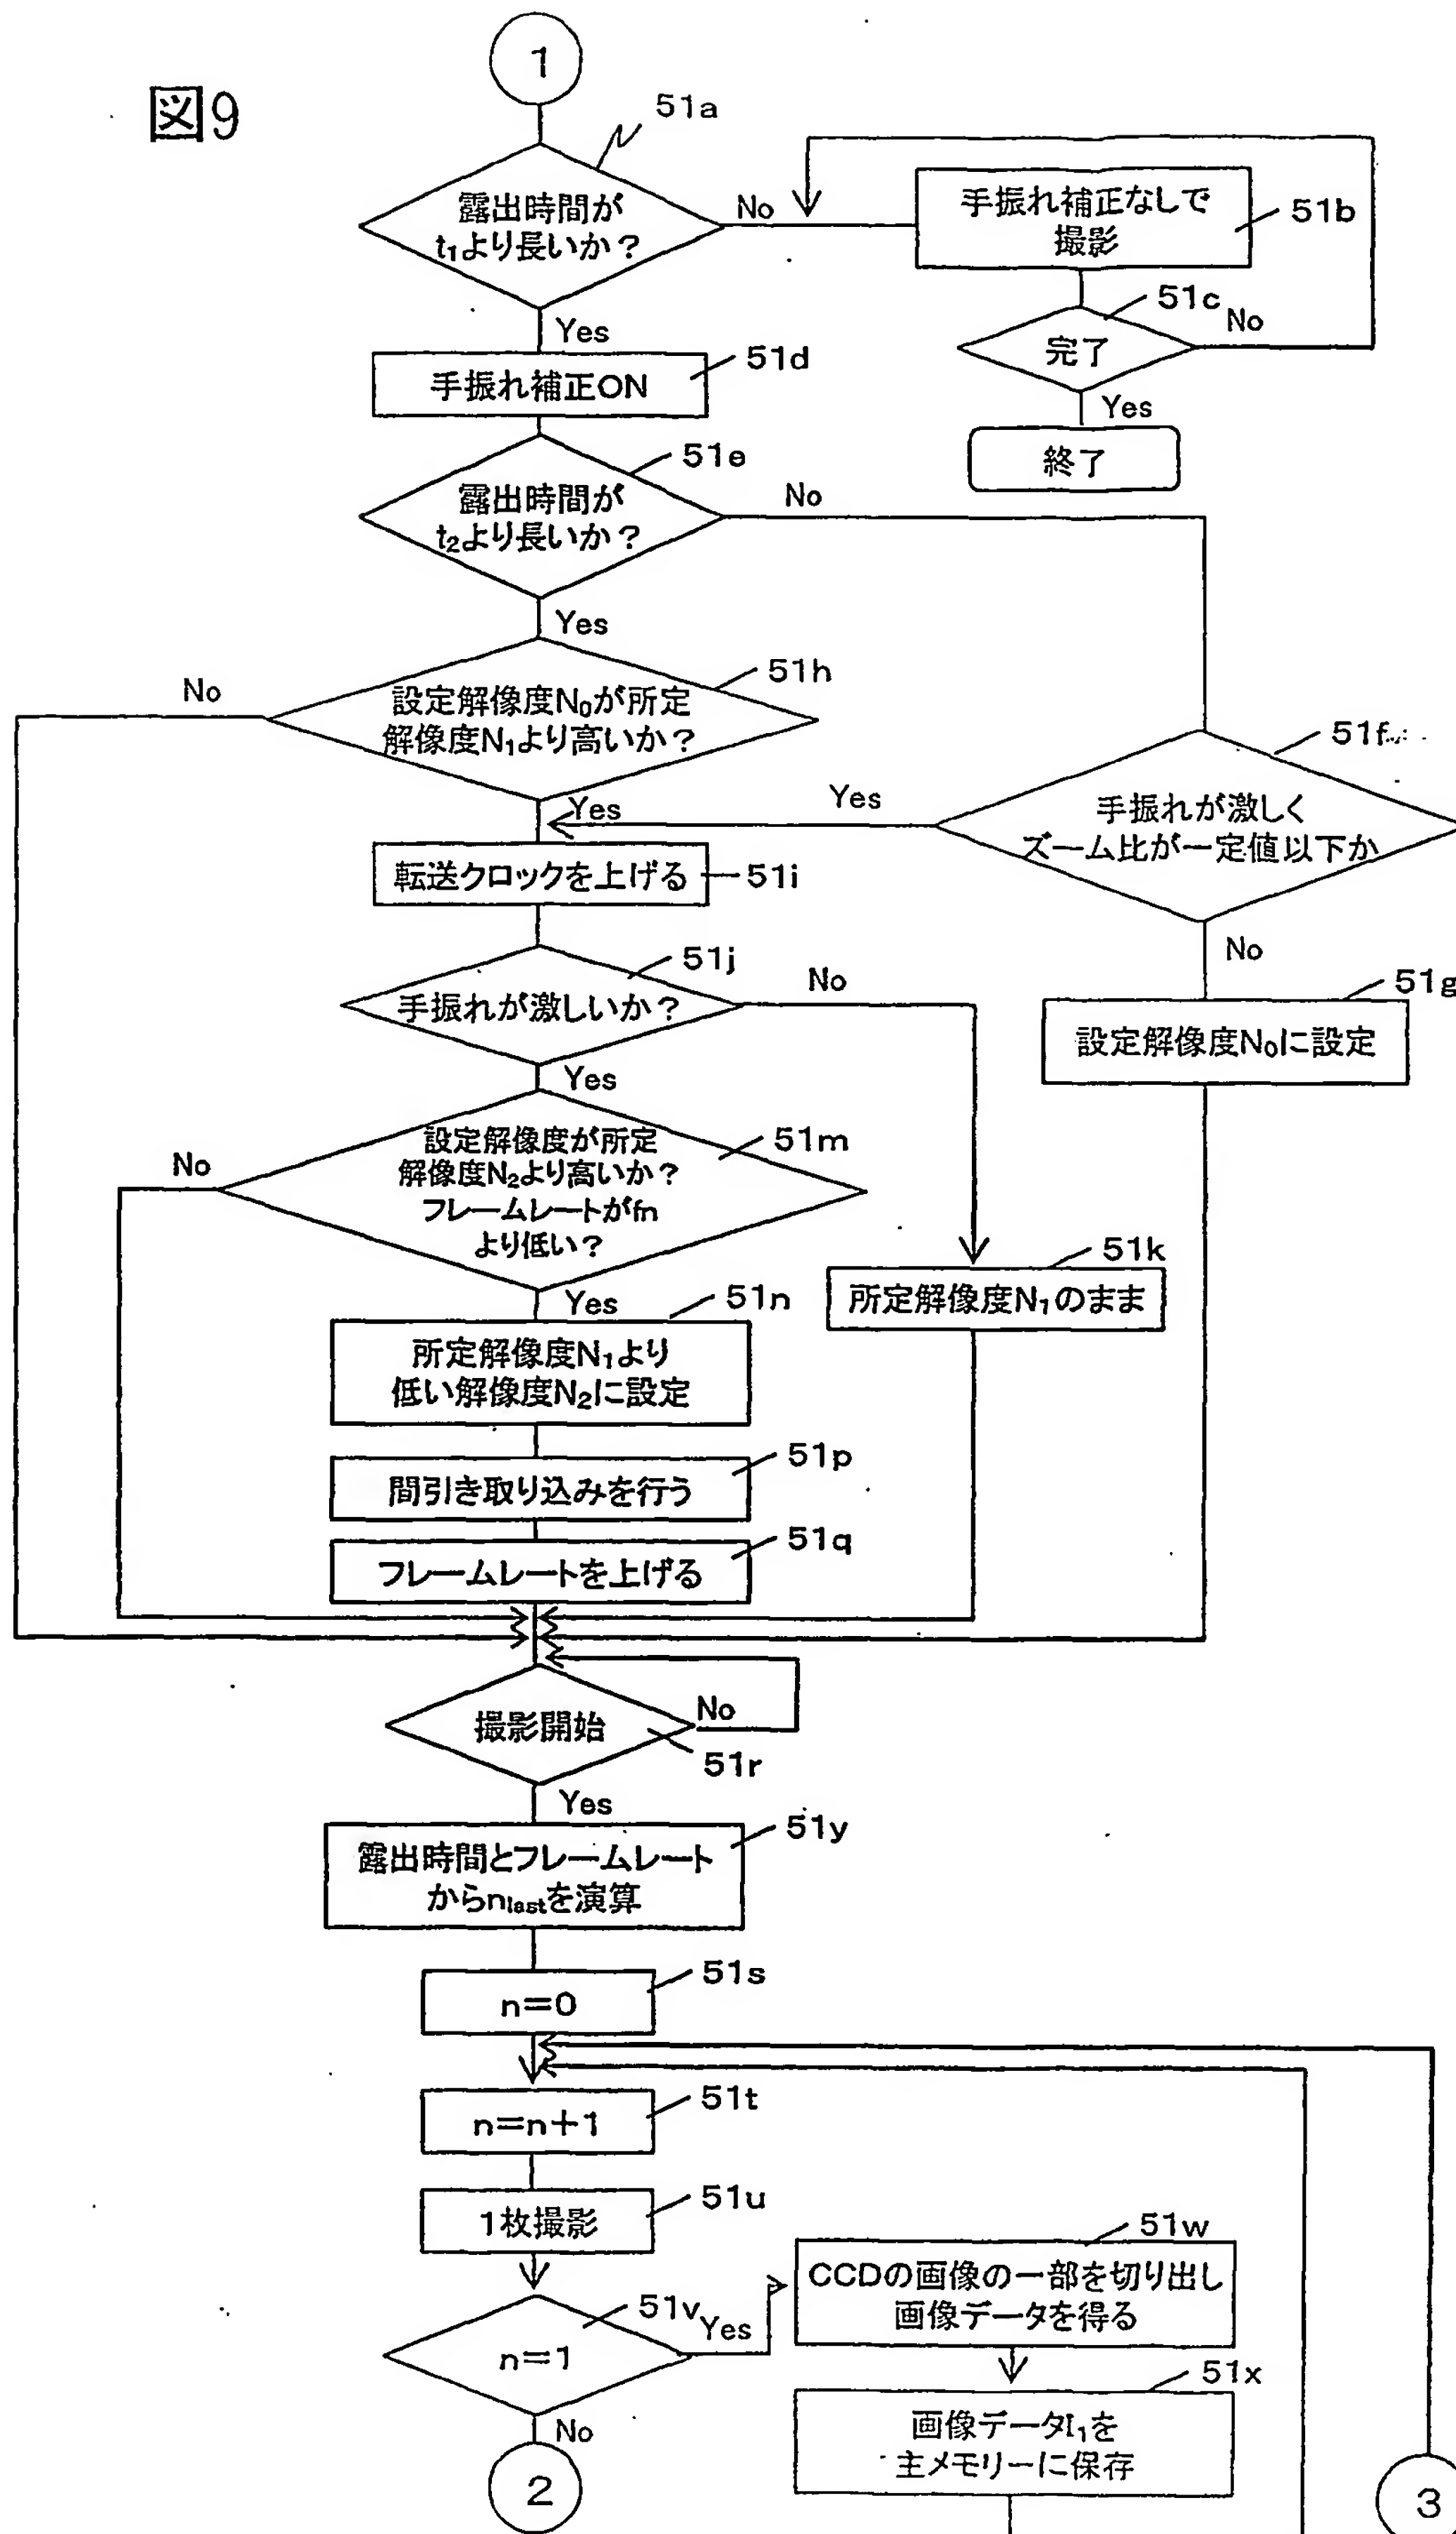 図9
1
51a
露出時間が
t₁より長いか?
No
手振れ補正なしで
撮影
51b
51c
完了
No
Yes
終了
Yes
手振れ補正ON
51d
51e
露出時間が
t₂より長いか?
No
Yes
51h
No
設定解像度N₀が所定
解像度N₁より高いか?
51f
手振れが激しく
ズーム比が一定値以下か
Yes
Yes
転送クロックを上げる
51i
No
51g
設定解像度N₀に設定
51j
手振れが激しいか?
No
Yes
51m
No
設定解像度が所定
解像度N₂より高いか?
フレームレートがfn
より低い?
51k
所定解像度N₁のまま
Yes
51n
所定解像度N₁より
低い解像度N₂に設定
51p
間引き取り込みを行う
51q
フレームレートを上げる
撮影開始
No
51r
Yes
51y
露出時間とフレームレート
からnlastを演算
51s
n=0
51t
n=n+1
51u
1枚撮影
51v
n=1
Yes
51w
CCDの画像の一部を切り出し
画像データを得る
51x
画像データI₁を
主メモリーに保存
No
2
3